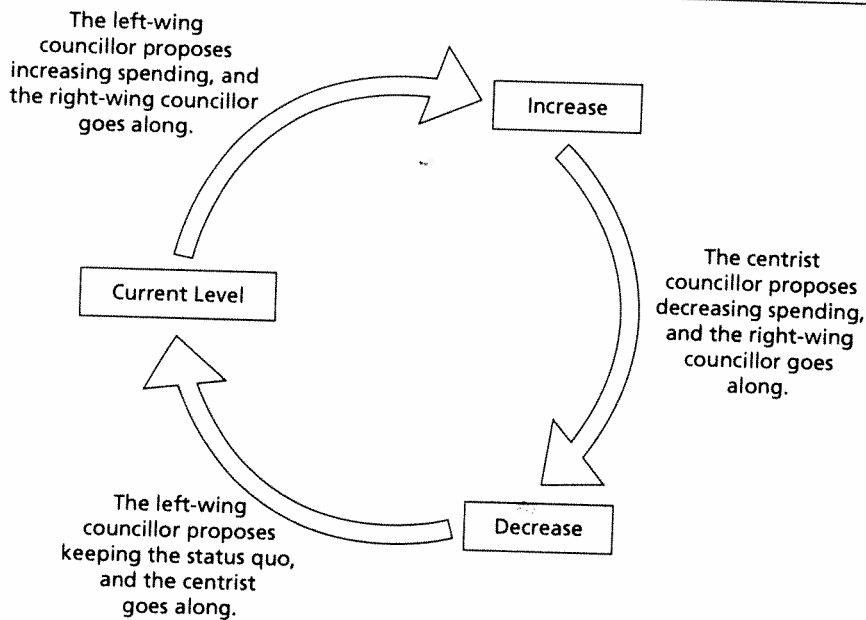 The left-wing
councillor proposes
increasing spending, and
the right-wing councillor
goes along.
Increase
The centrist
councillor proposes
decreasing spending,
and the right-wing
councillor goes
along.
Current Level
The left-wing
councillor proposes
keeping the status quo,
and the centrist
goes along.
Decrease